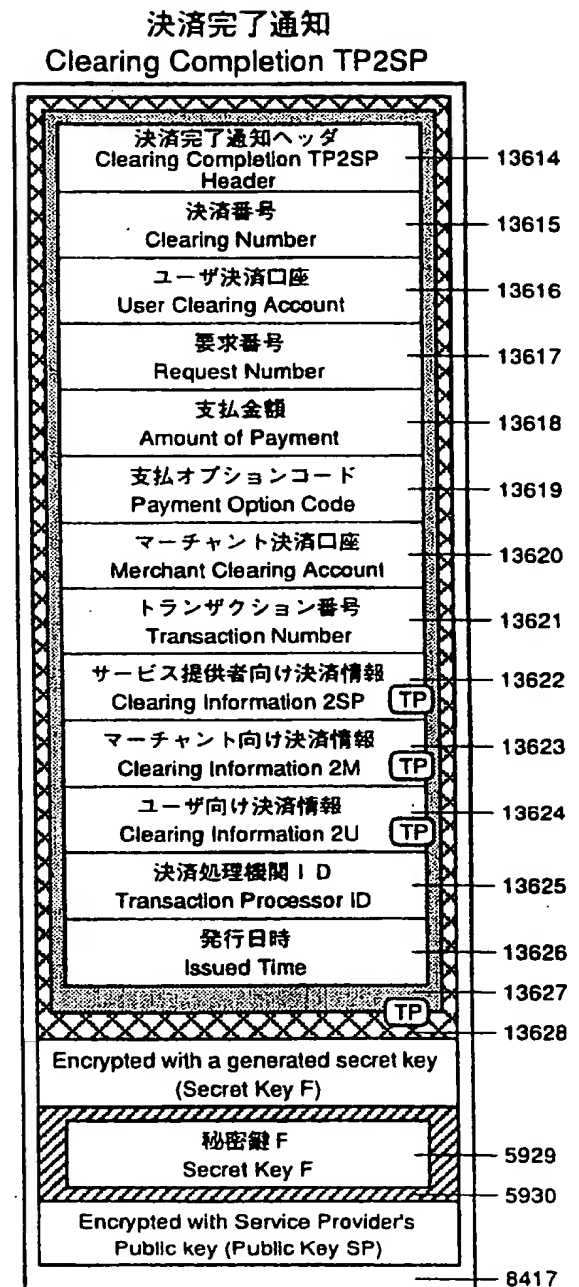 決済完了通知
Clearing Completion TP2SP
決済完了通知ヘッダ
Clearing Completion TP2SP
Header
13614
決済番号
Clearing Number
13615
ユーザ決済口座
User Clearing Account
13616
要求番号
Request Number
13617
支払金額
Amount of Payment
13618
支払オプションコード
Payment Option Code
13619
マーチャント決済口座
Merchant Clearing Account
13620
トランザクション番号
Transaction Number
13621
サービス提供者向け決済情報
Clearing Information 2SP
TP
13622
マーチャント向け決済情報
Clearing Information 2M
TP
13623
ユーザ向け決済情報
Clearing Information 2U
TP
13624
決済処理機関ID
Transaction Processor ID
13625
発行日時
Issued Time
13626
13627
TP
13628
Encrypted with a generated secret key
(Secret Key F)
秘密鍵F
Secret Key F
5929
5930
Encrypted with Service Provider's
Public key (Public Key SP)
8417